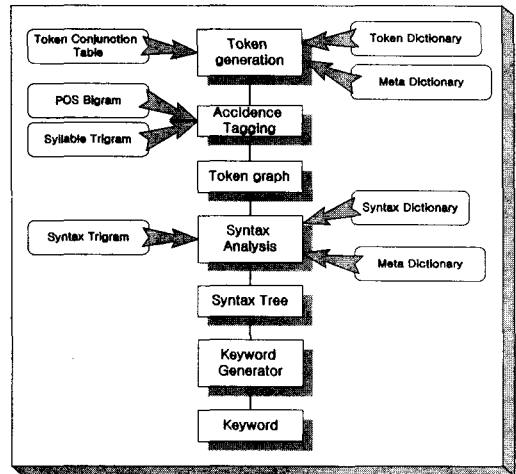 Token Conjunction
Table
Token
generation
Token Dictionary
Meta Dictionary
POS Bigram
Accidence
Tagging
Syllable Trigram
Token graph
Syntax Dictionary
Syntax Trigram
Syntax
Analysis
Meta Dictionary
Syntax Tree
Keyword
Generator
Keyword